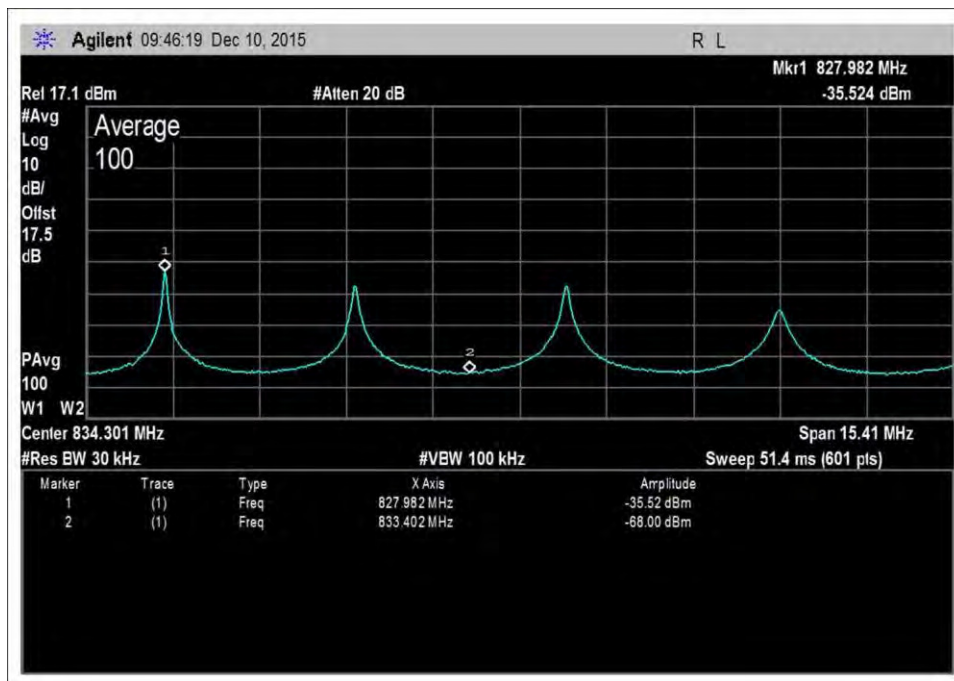 Agilent 09:46:19 Dec 10, 2015 R L
Mkr1 827.982 MHz
Rel 17.1 dBm #Atten 20 dB -35.524 dBm
#Avg
Log
10
dB/
Offst
17.5
dB
Average
100
1
2
PAvg
100
W1 W2
Center 834.301 MHz Span 15.41 MHz
#Res BW 30 kHz #VBW 100 kHz Sweep 51.4 ms (601 pts)
Marker Trace Type X Axis Amplitude
1 (1) Freq 827.982 MHz -35.52 dBm
2 (1) Freq 833.402 MHz -68.00 dBm